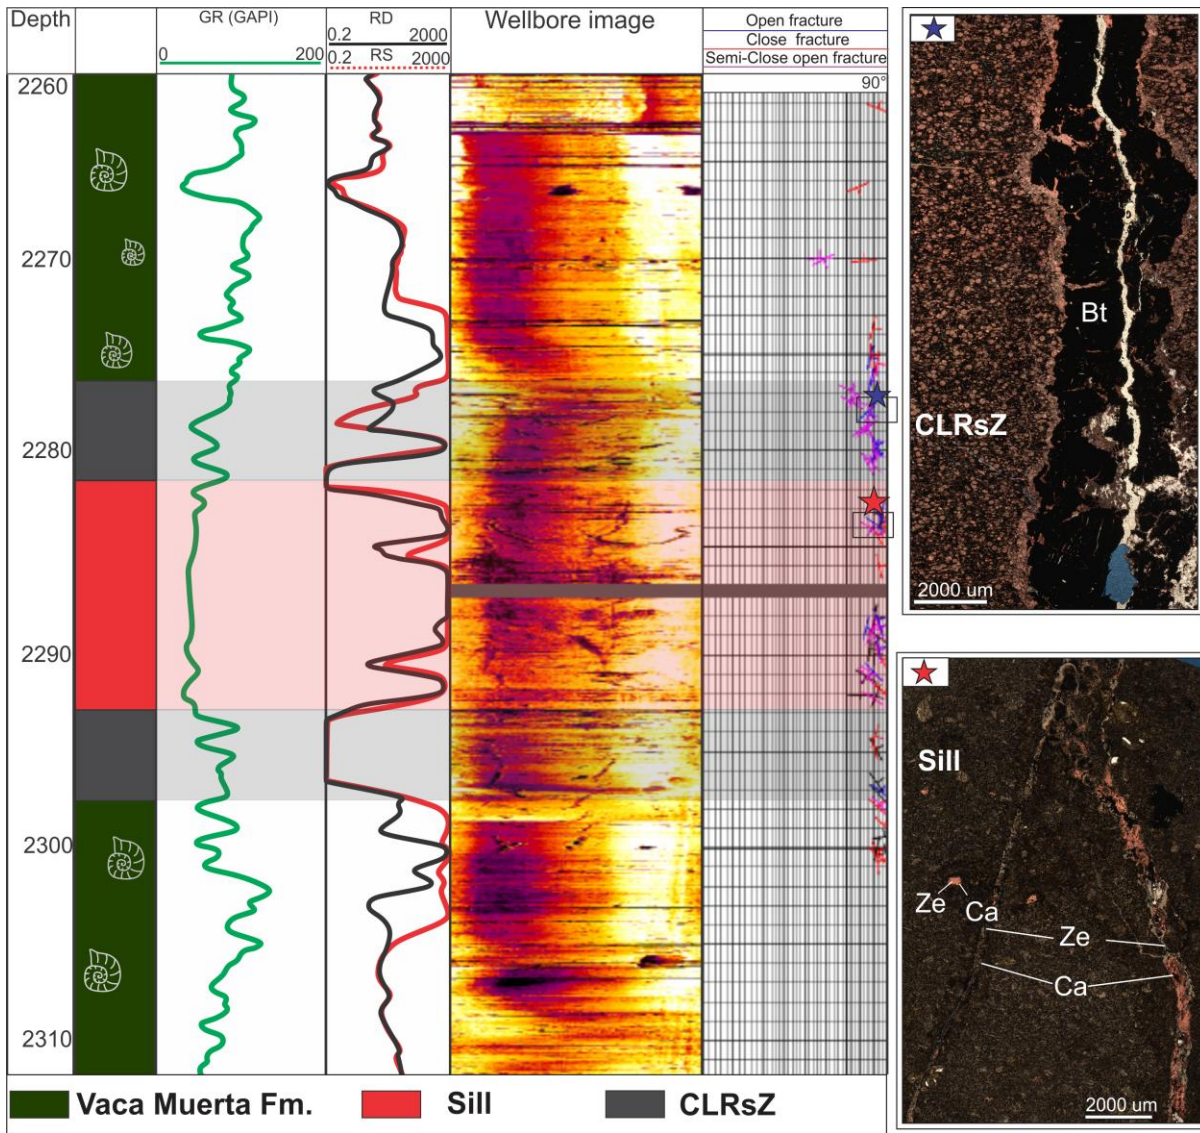 Depth
GR (GAPI)
0 200
RD
0.2 2000
0.2 RS 2000
Wellbore image
Open fracture
Close fracture
Semi-Close open fracture
90°
2260
2270
2280
2290
2300
2310
Vaca Muerta Fm.
Sill
CLRsZ
Bt
CLRsZ
2000 um
Sill
Ze
Ca
Ze
Ca
2000 um